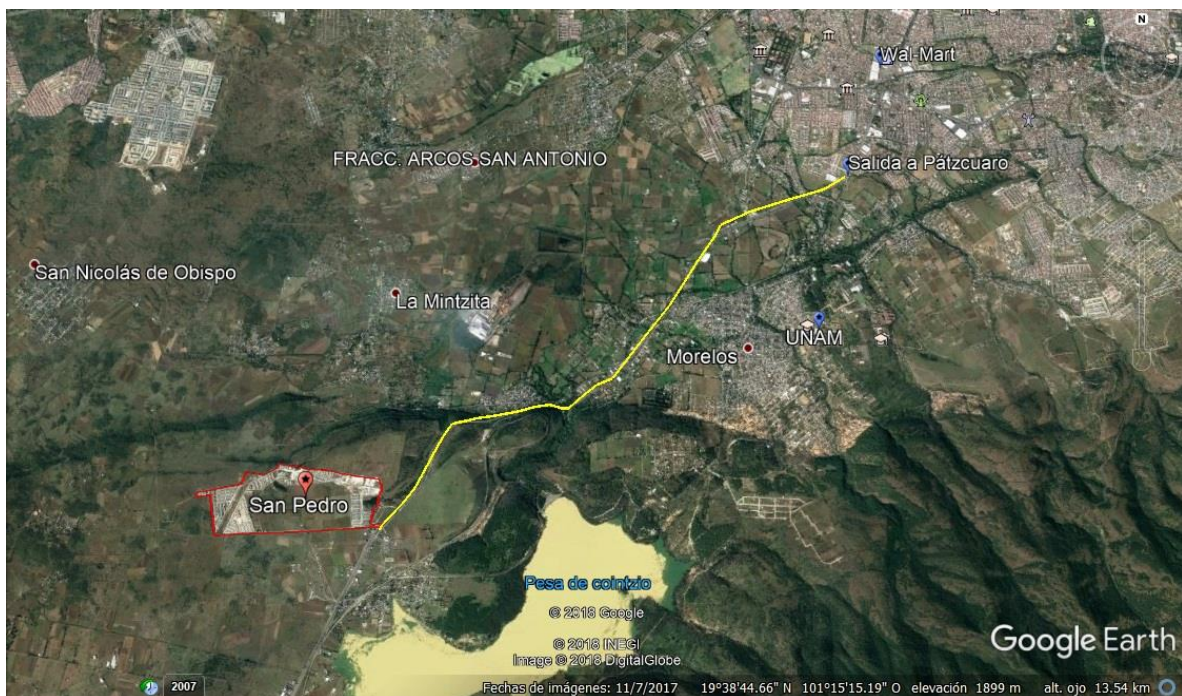 N
Wal-Mart
FRACC. ARCOS SAN ANTONIO
Salida a Pátzcuaro
San Nicolás de Obispo
La Mintzita
UNAM
Morelos
San Pedro
Pesa de cointzio
© 2018 Google
© 2018 INEGI
Image © 2018 DigitalGlobe
Google Earth
2007
Fechas de imágenes: 11/7/2017 19°38'44.66" N 101°15'15.19" O elevación 1899 m alt. ojo 13.54 km